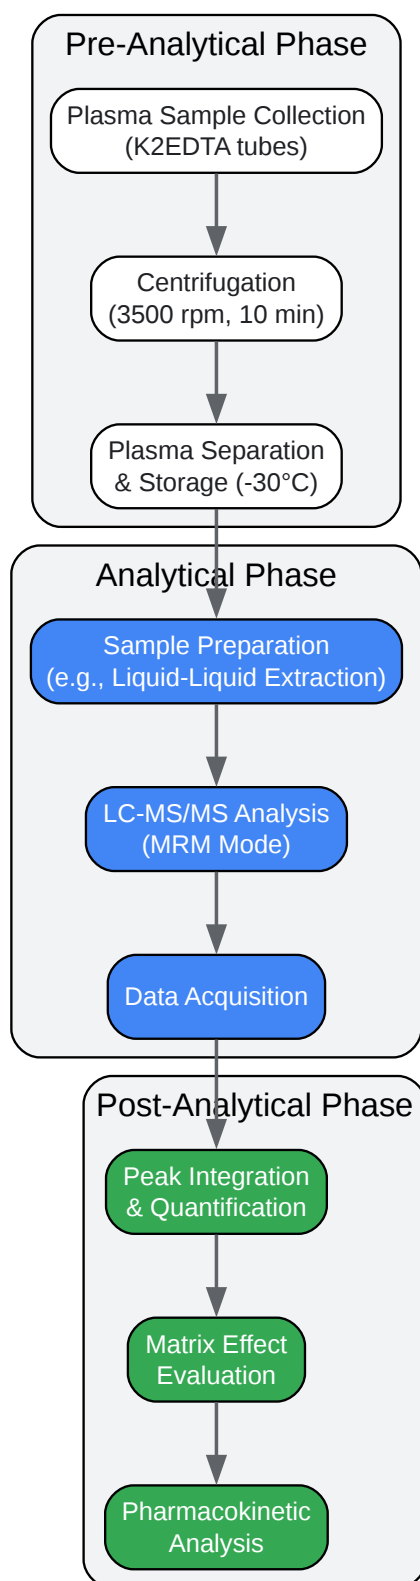 Pre-Analytical Phase
Plasma Sample Collection
(K2EDTA tubes)
Centrifugation
(3500 rpm, 10 min)
Plasma Separation
& Storage (-30°C)
Analytical Phase
Sample Preparation
(e.g., Liquid-Liquid Extraction)
LC-MS/MS Analysis
(MRM Mode)
Data Acquisition
Post-Analytical Phase
Peak Integration
& Quantification
Matrix Effect
Evaluation
Pharmacokinetic
Analysis